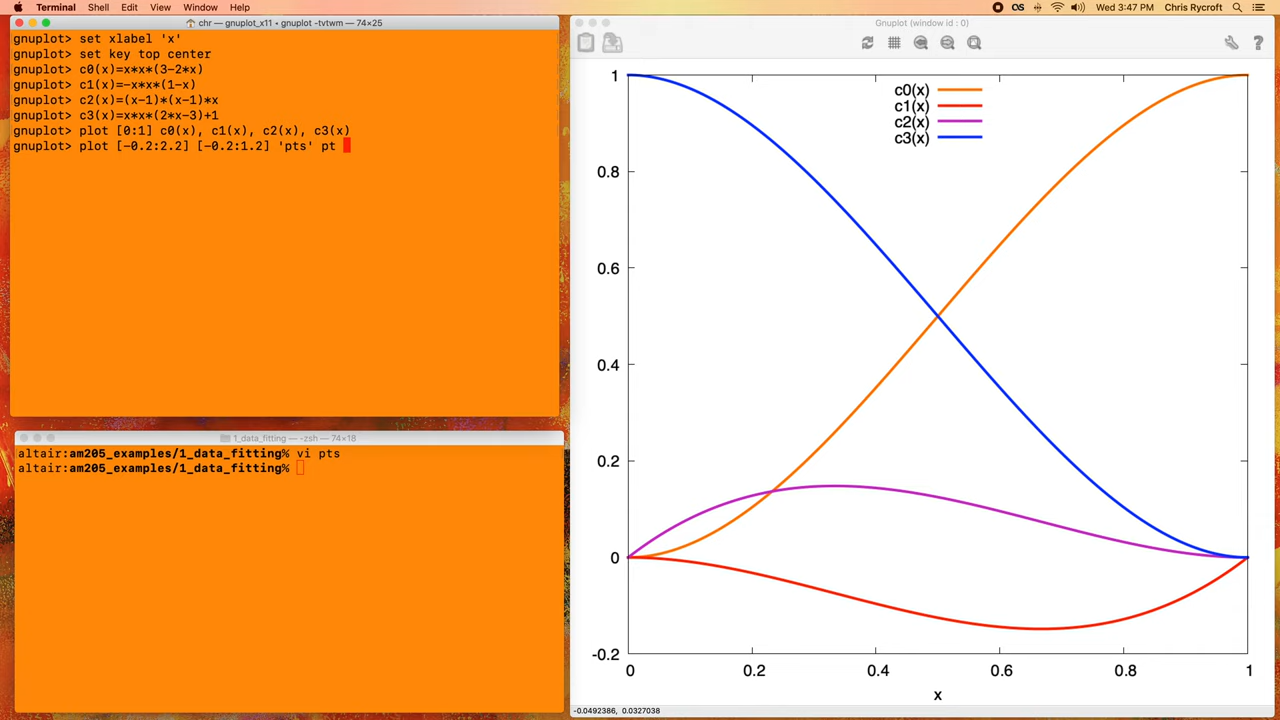 Terminal Shell Edit View Window Help
Wed 3:47 PM Chris Rycroft
chr — gnuplot_x11 • gnuplot -tvtwm — 74×25
gnuplot> set xlabel 'x'
gnuplot> set key top center
gnuplot> c0(x)=x*x*(3-2*x)
gnuplot> c1(x)=-x*x*(1-x)
gnuplot> c2(x)=(x-1)*(x-1)*x
gnuplot> c3(x)=x*x*(2*x-3)+1
gnuplot> plot [0:1] c0(x), c1(x), c2(x), c3(x)
gnuplot> plot [-0.2:2.2] [-0.2:1.2] 'pts' pt
1_data_fitting — -zsh — 74×18
altair:am205_examples/1_data_fitting% vi pts
altair:am205_examples/1_data_fitting%
Gnuplot (window id : 0)
c0(x)
c1(x)
c2(x)
c3(x)
1
0.8
0.6
0.4
0.2
0
-0.2
0 0.2 0.4 0.6 0.8 1
x
-0.0492386, 0.0327038